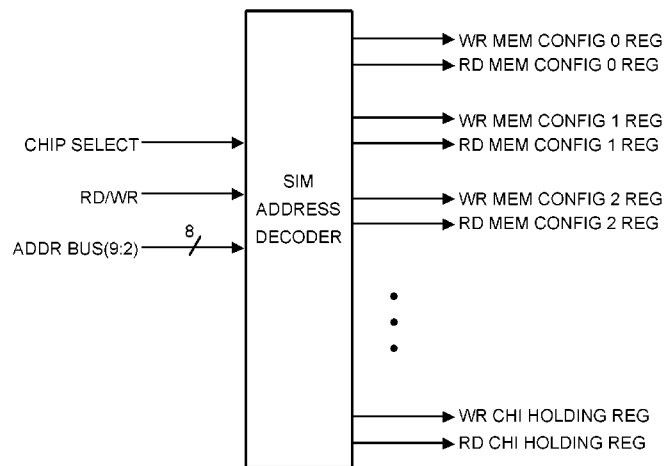 WR MEM CONFIG 0 REG
RD MEM CONFIG 0 REG
WR MEM CONFIG 1 REG
RD MEM CONFIG 1 REG
CHIP SELECT
SIM
RD/WR
ADDRESS
WR MEM CONFIG 2 REG
RD MEM CONFIG 2 REG
DECODER
8
ADDR BUS(9:2)
WR CHI HOLDING REG
RD CHI HOLDING REG